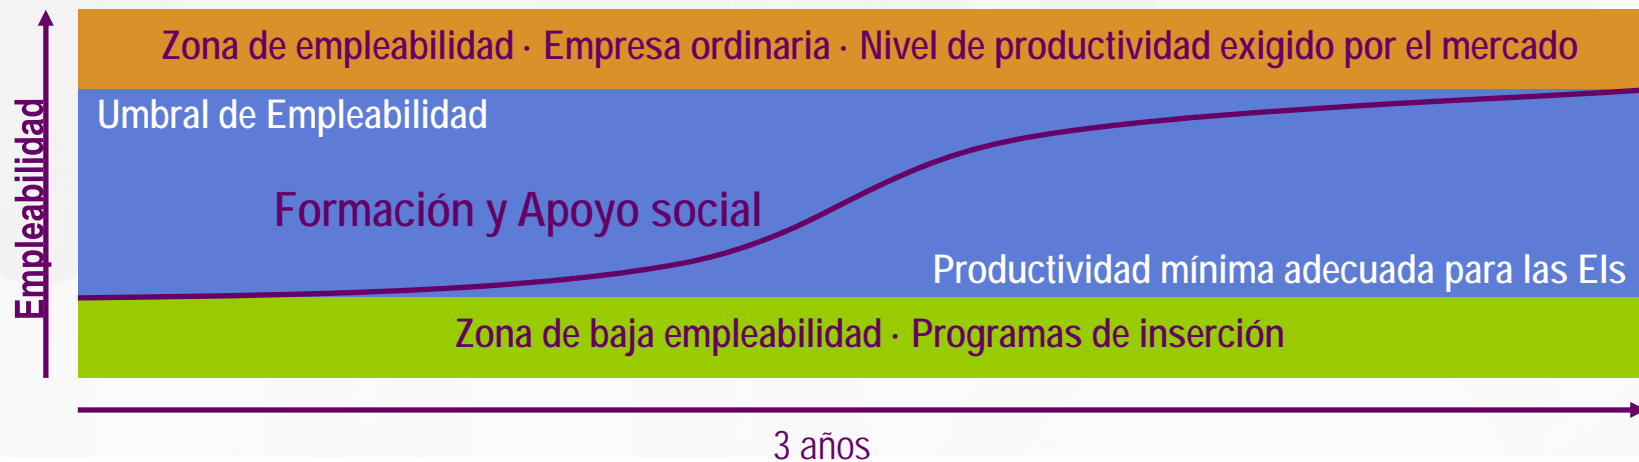 Zona de empleabilidad · Empresa ordinaria · Nivel de productividad exigido por el mercado
Umbral de Empleabilidad
Empleabilidad
Formación y Apoyo social
Productividad mínima adecuada para las EIs
Zona de baja empleabilidad · Programas de inserción
3 años